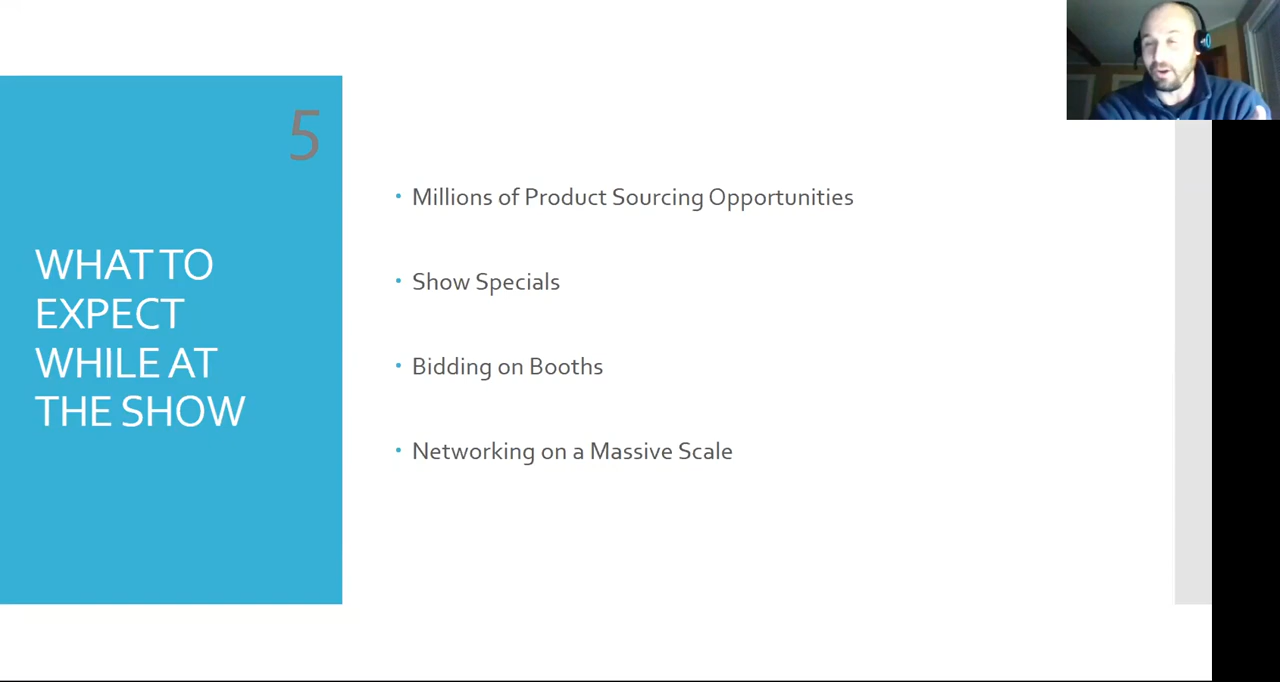 5
WHAT TO
EXPECT
WHILE AT
THE SHOW
• Millions of Product Sourcing Opportunities
• Show Specials
• Bidding on Booths
• Networking on a Massive Scale